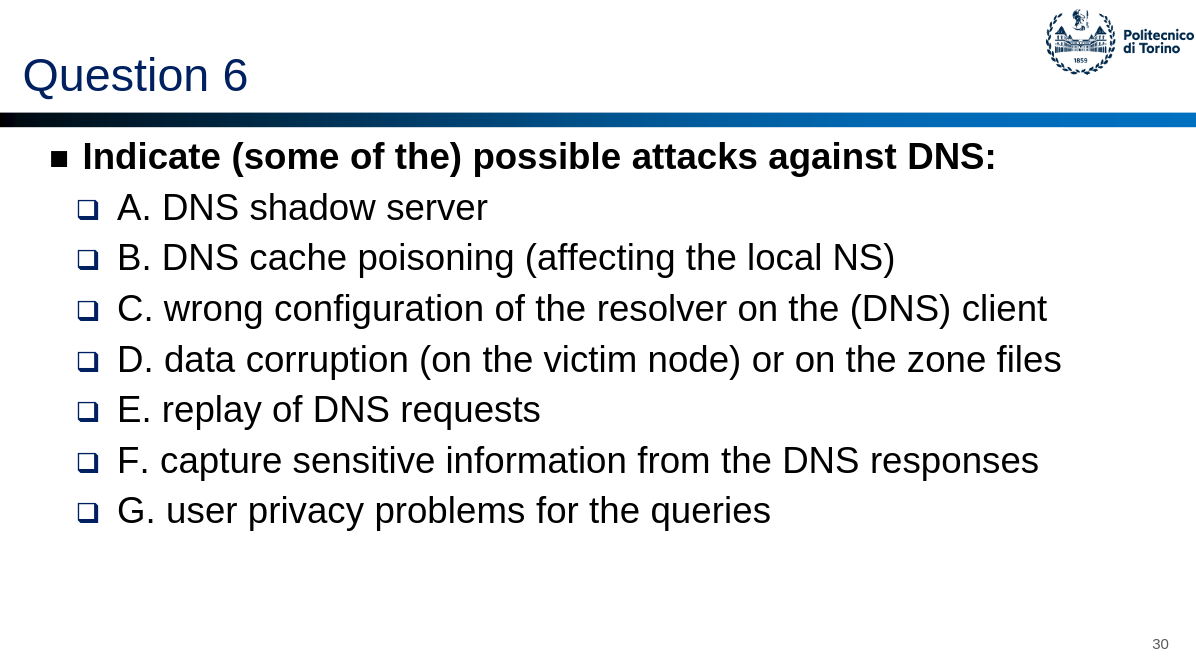 Politecnico
di Torino
1859
Question 6
Indicate (some of the) possible attacks against DNS:
A. DNS shadow server
B. DNS cache poisoning (affecting the local NS)
C. wrong configuration of the resolver on the (DNS) client
D. data corruption (on the victim node) or on the zone files
E. replay of DNS requests
F. capture sensitive information from the DNS responses
G. user privacy problems for the queries
30